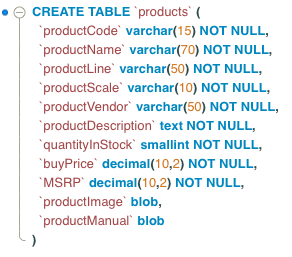 CREATE TABLE `products` (
`productCode` varchar(15) NOT NULL,
`productName` varchar(70) NOT NULL,
`productLine` varchar(50) NOT NULL,
`productScale` varchar(10) NOT NULL,
`productVendor` varchar(50) NOT NULL,
`productDescription` text NOT NULL,
`quantityInStock` smallint NOT NULL,
`buyPrice` decimal(10,2) NOT NULL,
`MSRP` decimal(10,2) NOT NULL,
`productImage` blob,
`productManual` blob
)